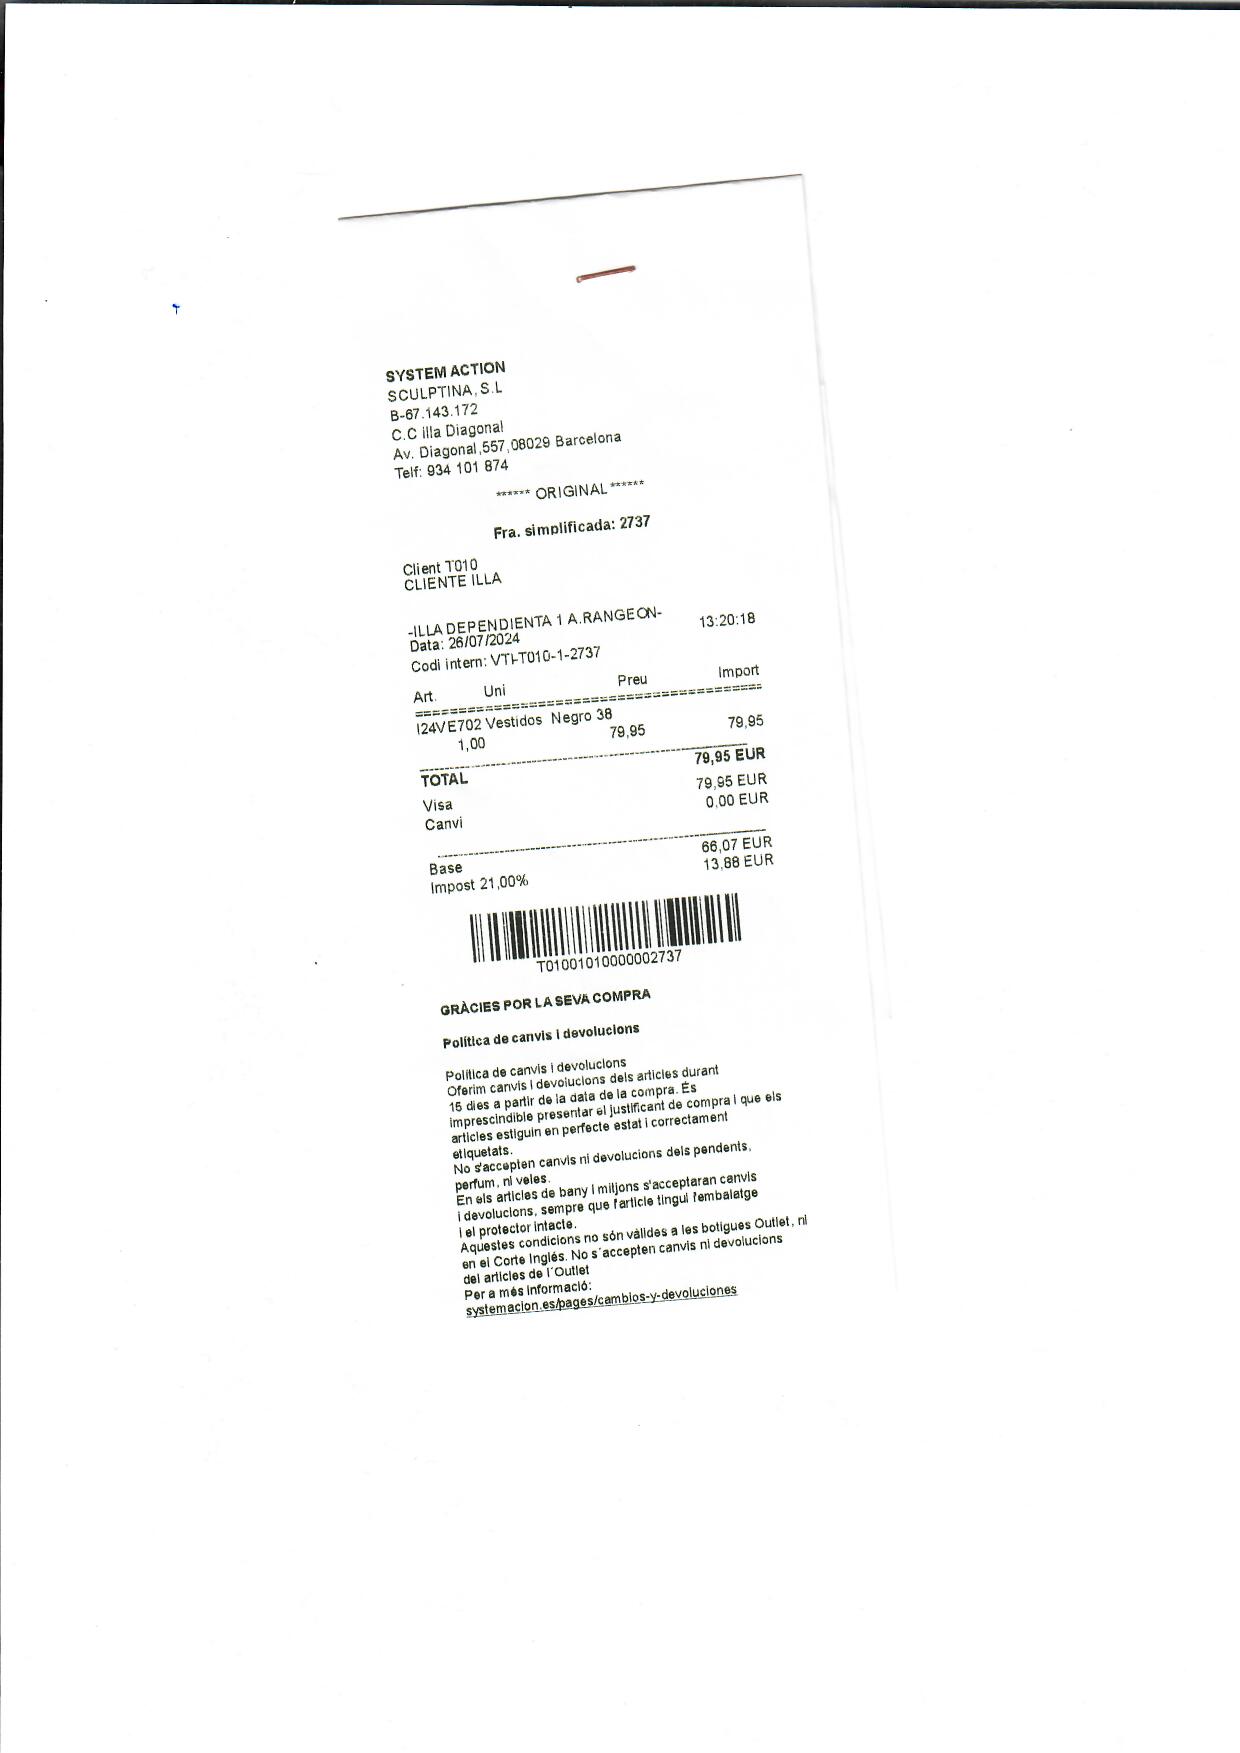 SYSTEM ACTION
SCULPTINA, S.L
B-67.143.172
C.C illa Diagonal
Av. Diagonal,557,08029 Barcelona
Telf: 934 101 874
****** ORIGINAL ******
Fra. simplificada: 2737
Client T010
CLIENTE ILLA
-ILLA DEPENDIENTA 1 A.RANGEON-
Data: 26/07/2024 13:20:18
Codi intern: VTI-T010-1-2737
Art. Uni Preu Import
==========================================
I24VE702 Vestidos Negro 38
1,00 79,95 79,95
TOTAL 79,95 EUR
Visa 79,95 EUR
Canvi 0,00 EUR
Base 66,07 EUR
Impost 21,00% 13,88 EUR
T01001010000002737
GRÀCIES POR LA SEVA COMPRA
Política de canvis i devolucions
Política de canvis i devolucions
Oferim canvis i devolucions dels articles durant
15 dies a partir de la data de la compra. És
imprescindible presentar el justificant de compra i que els
articles estiguin en perfecte estat i correctament
etiquetats.
No s'accepten canvis ni devolucions dels pendents,
perfum, ni veles.
En els articles de bany i mitjons s'acceptaran canvis
i devolucions, sempre que l'article tingui l'embalatge
i el protector intacte.
Aquestes condicions no són vàlides a les botigues Outlet, ni
en el Corte Inglés. No s´accepten canvis ni devolucions
del articles de l´Outlet
Per a més informació:
systemacion.es/pages/cambios-y-devoluciones